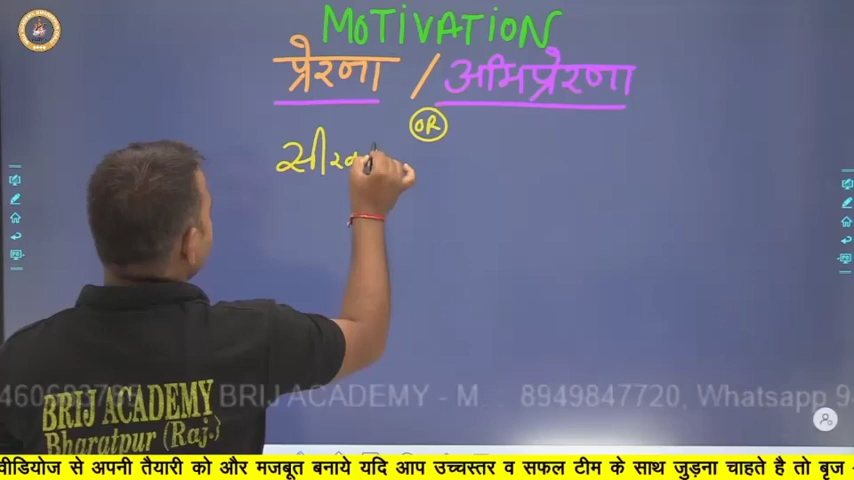 MOTIVATION
प्रेरना / अभिप्रेरणा
OR
सीख
BRIJ ACADEMY
Bharatpur (Raj.)
BRIJ ACADEMY - M. : 8949847720, Whatsapp 9
वीडियोज से अपनी तैयारी को और मजबूत बनाये यदि आप उच्चस्तर व सफल टीम के साथ जुड़ना चाहते है तो बृज